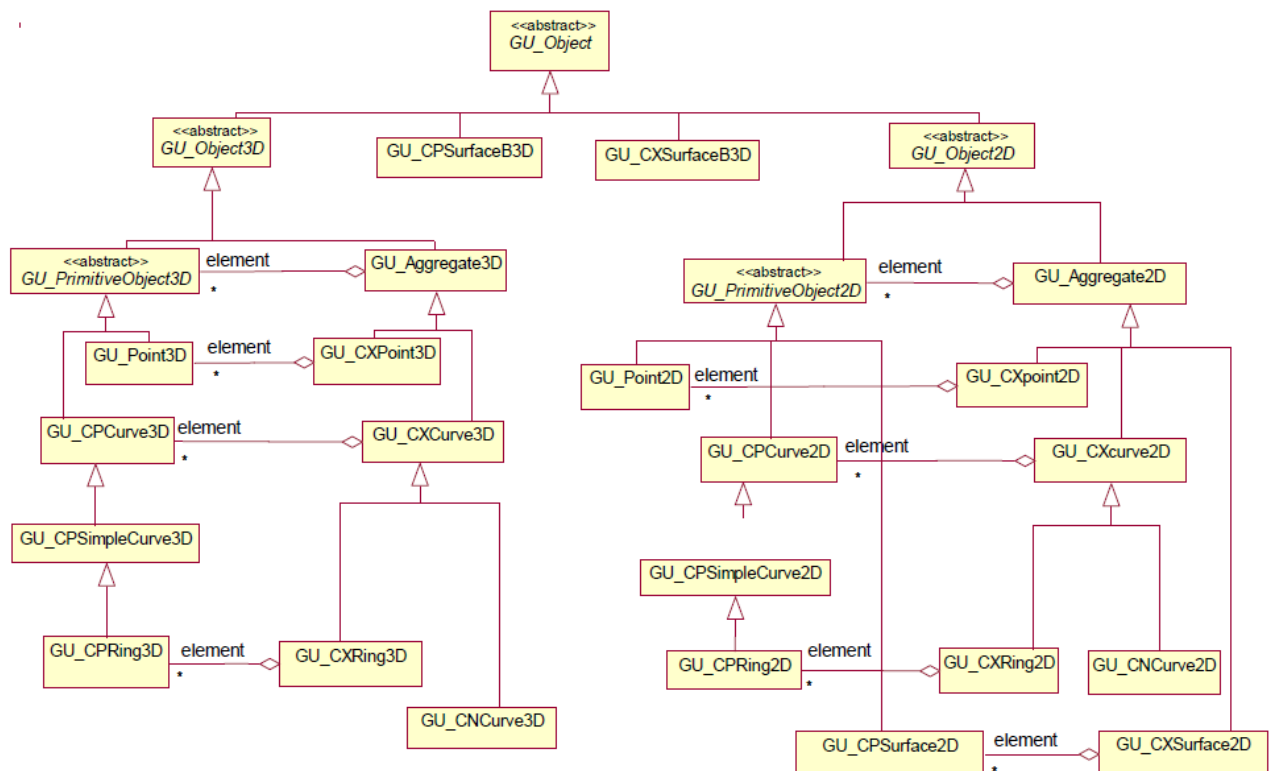 <<abstract>>
GU_Object
<<abstract>>
GU_Object3D
GU_CPSurfaceB3D
GU_CXSurfaceB3D
<<abstract>>
GU_Object2D
<<abstract>>
GU_PrimitiveObject3D
element
*
GU_Aggregate3D
<<abstract>>
GU_PrimitiveObject2D
element
*
GU_Aggregate2D
GU_Point3D
element
*
GU_CXPoint3D
GU_Point2D
element
*
GU_CXpoint2D
GU_CPCurve3D
element
*
GU_CXCurve3D
GU_CPCurve2D
element
*
GU_CXcurve2D
GU_CPSimpleCurve3D
GU_CPSimpleCurve2D
GU_CPRing3D
element
*
GU_CXRing3D
GU_CPRing2D
element
*
GU_CXRing2D
GU_CNCurve2D
GU_CNCurve3D
GU_CPSurface2D
element
*
GU_CXSurface2D